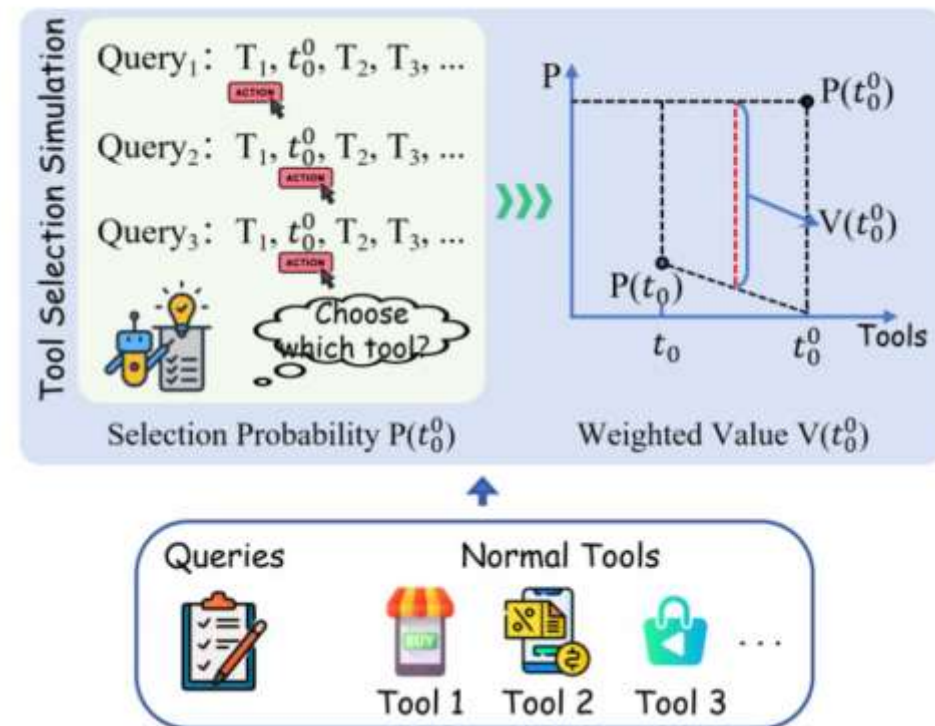 Tool Selection Simulation
Query₁: T₁, t₀⁰, T₂, T₃, ...
ACTION
Query₂: T₁, t₀⁰, T₂, T₃, ...
ACTION
Query₃: T₁, t₀⁰, T₂, T₃, ...
ACTION
Choose
which tool?
Selection Probability P(t₀⁰)
P
P(t₀⁰)
V(t₀⁰)
P(t₀)
t₀
t₀⁰
Tools
Weighted Value V(t₀⁰)
Queries
Normal Tools
BUY
%
$
Tool 1
Tool 2
Tool 3
...